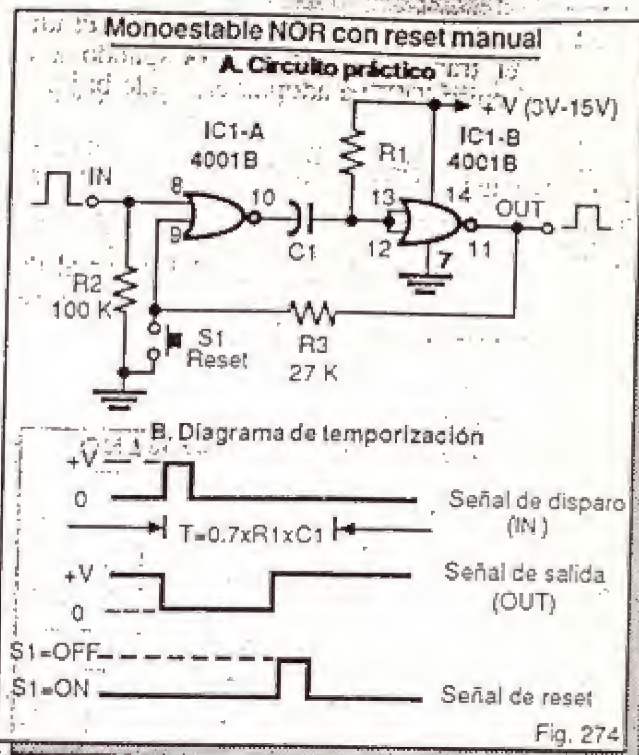 Monoestable NOR con reset manual
A. Circuito práctico
+ V (3V-15V)
IC1-A
4001B
R1
IC1-B
4001B
IN
8
9
10
C1
13
12
14
11
7
OUT
R2
100 K
S1
Reset
R3
27 K
B. Diagrama de temporización
+V
0
Señal de disparo
(IN)
T=0.7xR1xC1
+V
0
Señal de salida
(OUT)
S1=OFF
S1=ON
Señal de reset
Fig. 274